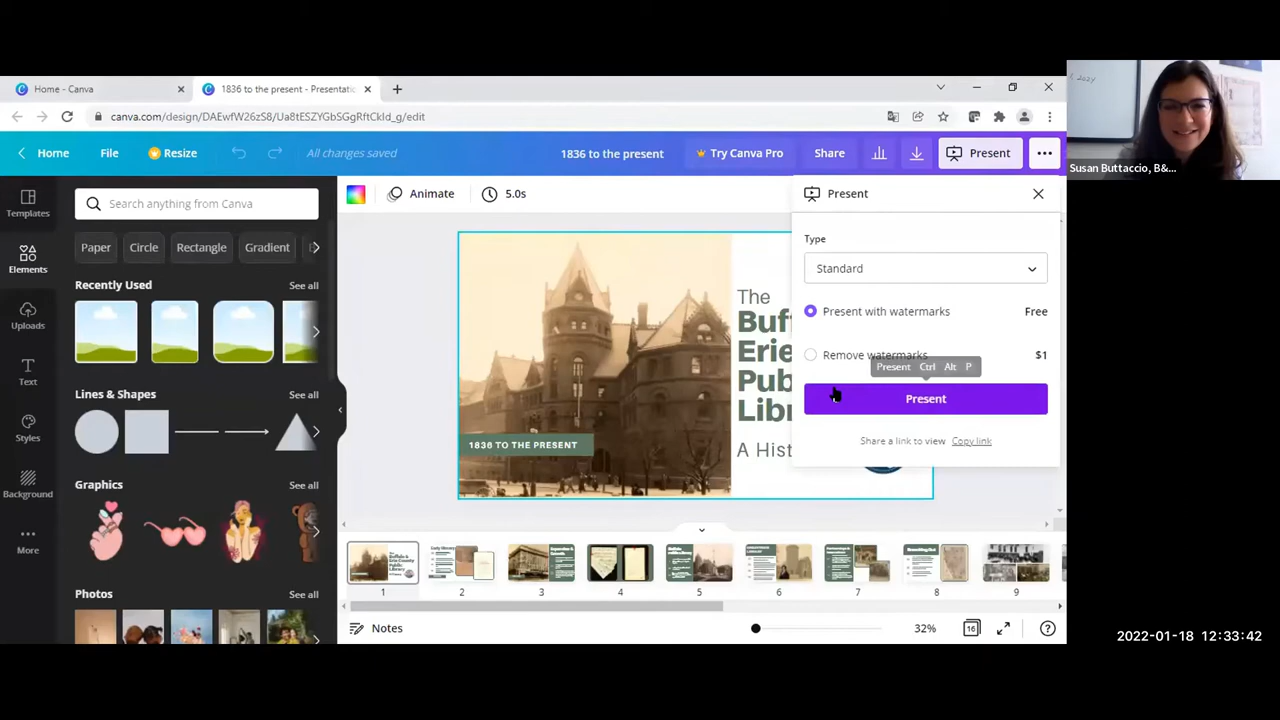 Home - Canva
1836 to the present - Presentatio
canva.com/design/DAEwfW26zS8/Ua8tESZYGbSGgRftCkId_g/edit
Home
File
Resize
All changes saved
1836 to the present
Try Canva Pro
Share
Present
Templates
Elements
Uploads
Text
Styles
Background
More
Search anything from Canva
Paper
Circle
Rectangle
Gradient
Recently Used
See all
Lines & Shapes
See all
Graphics
See all
Photos
See all
Animate
5.0s
The
Buf
Erie
Pub
Libr
A Hist
1836 TO THE PRESENT
Present
Type
Standard
Present with watermarks
Free
Remove watermarks
$1
Present Ctrl Alt P
Present
Share a link to view Copy link
1
2
3
4
5
6
7
8
9
Notes
32%
16
Susan Buttaccio, B&...
2022-01-18 12:33:42